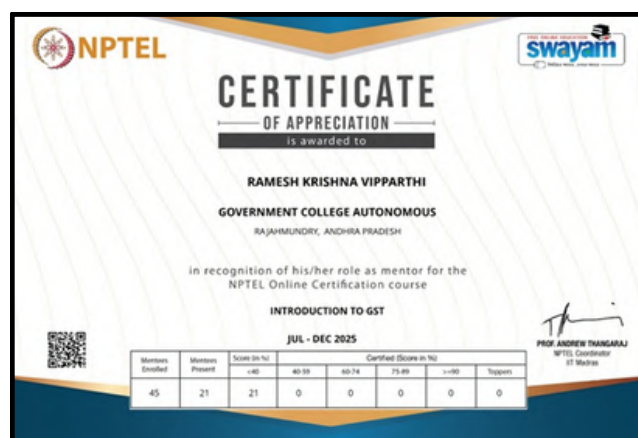 NPTEL
FREE ONLINE EDUCATION
swayam
CERTIFICATE
OF APPRECIATION
is awarded to
RAMESH KRISHNA VIPPARTHI
GOVERNMENT COLLEGE AUTONOMOUS
RAJAHMUNDRY, ANDHRA PRADESH
in recognition of his/her role as mentor for the
NPTEL Online Certification course
INTRODUCTION TO GST
JUL - DEC 2025
PROF. ANDREW THANGARAJ
NPTEL Coordinator
IIT Madras
Mentees Enrolled Mentees Present Score (in %) Certified (Score in %)
<40 40-59 60-74 75-89 >=90 Toppers
45 21 21 0 0 0 0 0